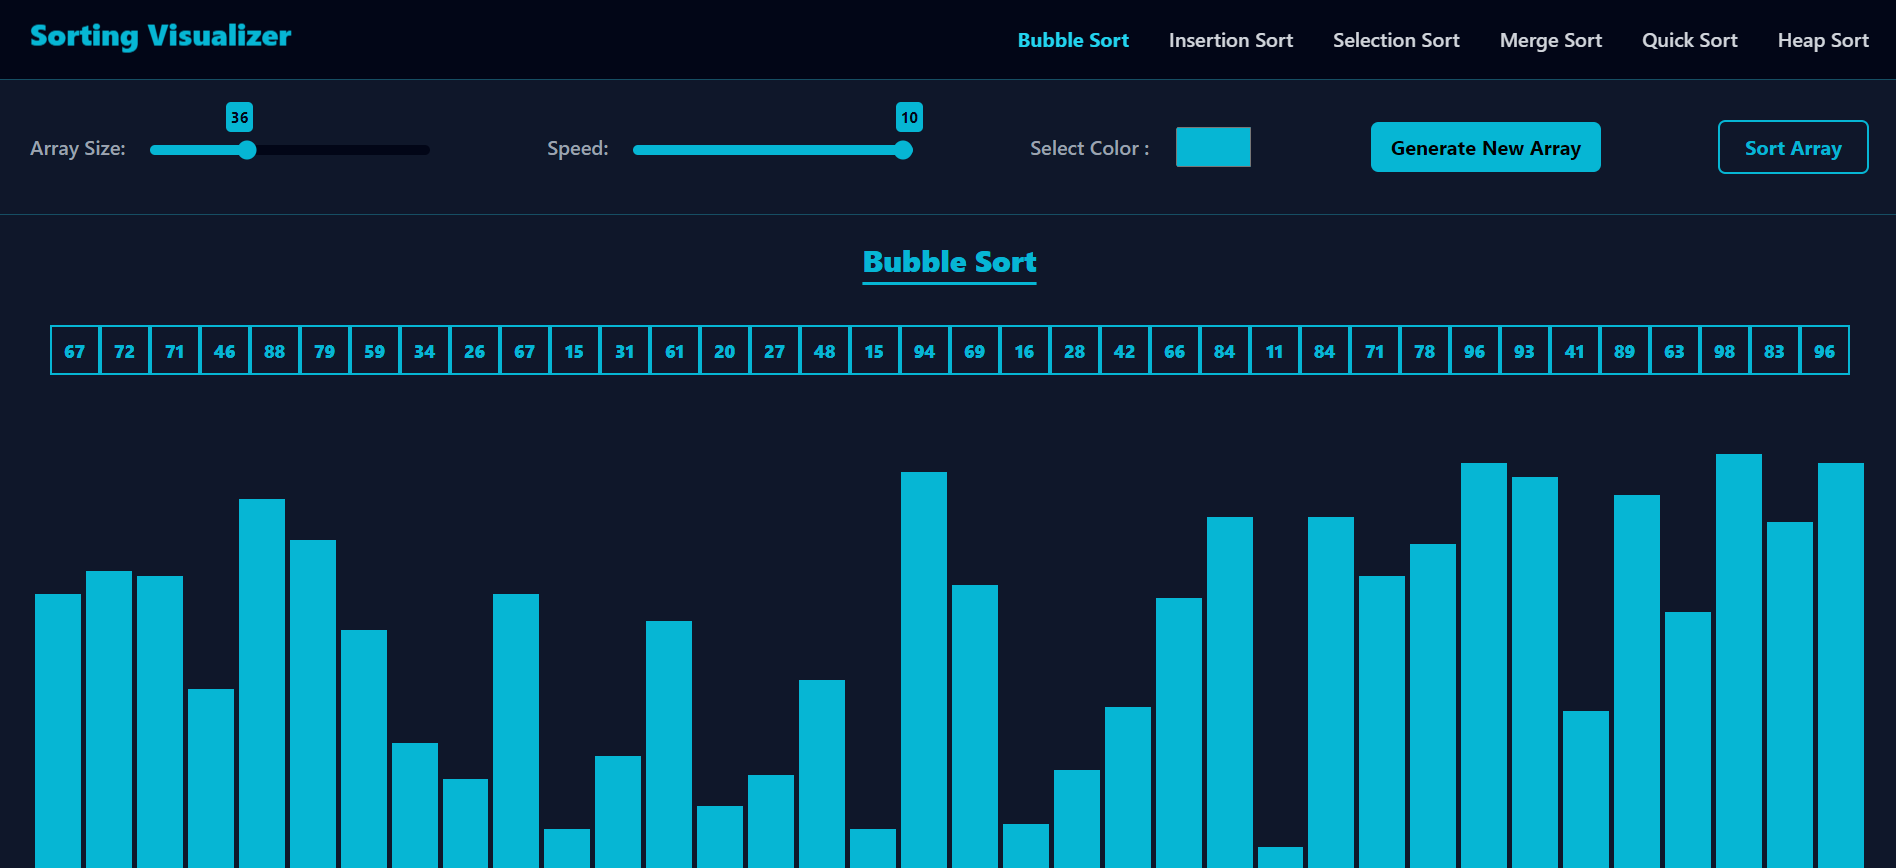 Sorting Visualizer
Bubble Sort Insertion Sort Selection Sort Merge Sort Quick Sort Heap Sort
36 10
Array Size: Speed: Select Color : Generate New Array Sort Array
Bubble Sort
67 72 71 46 88 79 59 34 26 67 15 31 61 20 27 48 15 94 69 16 28 42 66 84 11 84 71 78 96 93 41 89 63 98 83 96